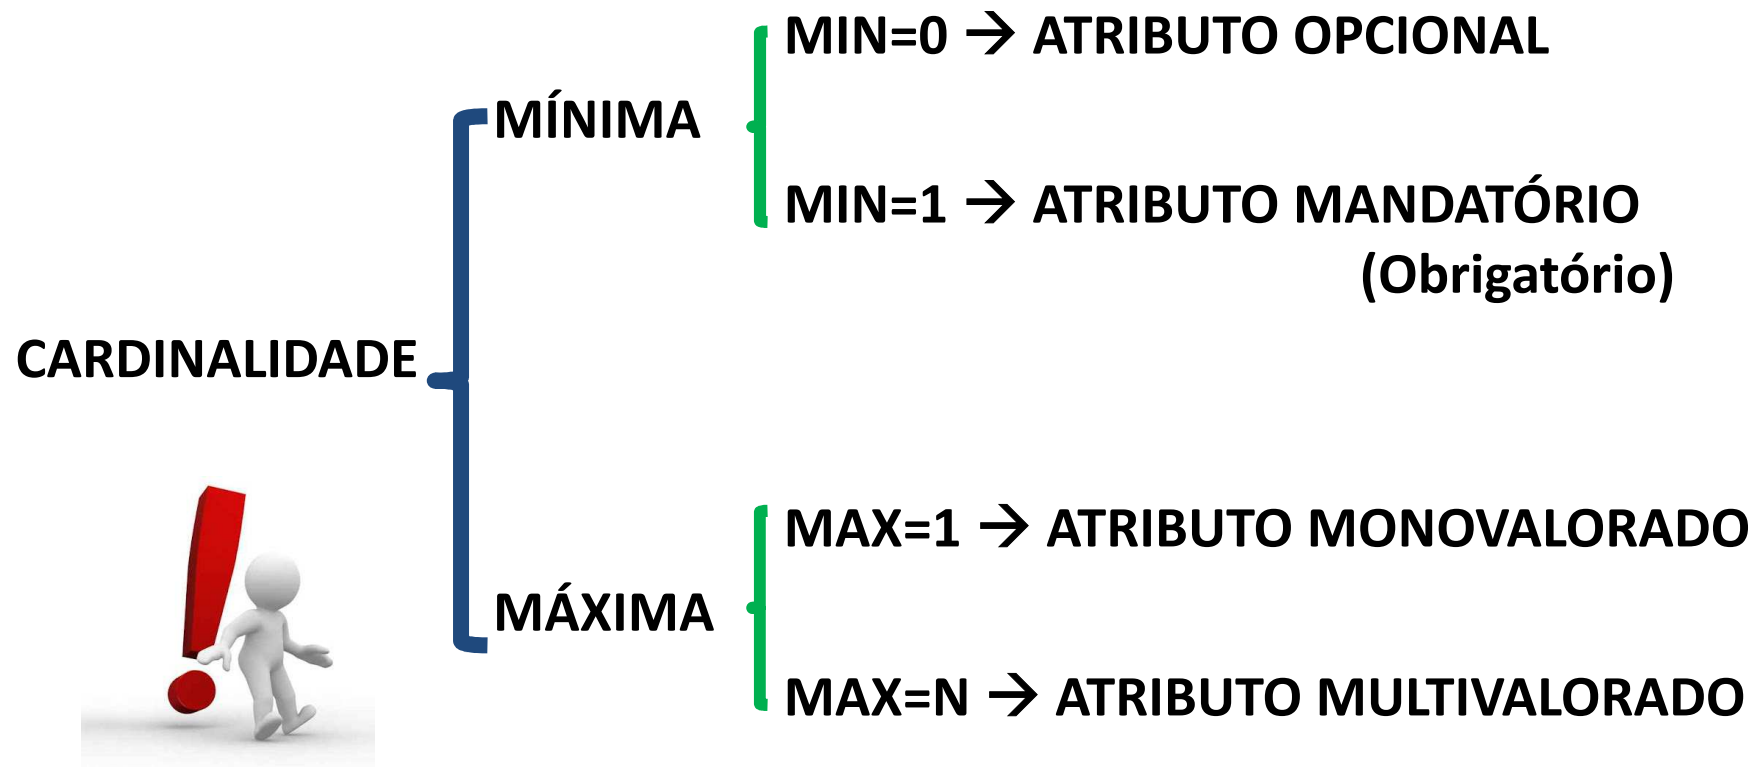 MIN=0 → ATRIBUTO OPCIONAL
MÍNIMA
MIN=1 → ATRIBUTO MANDATÓRIO
(Obrigatório)
CARDINALIDADE
MAX=1 → ATRIBUTO MONOVALORADO
MÁXIMA
MAX=N → ATRIBUTO MULTIVALORADO